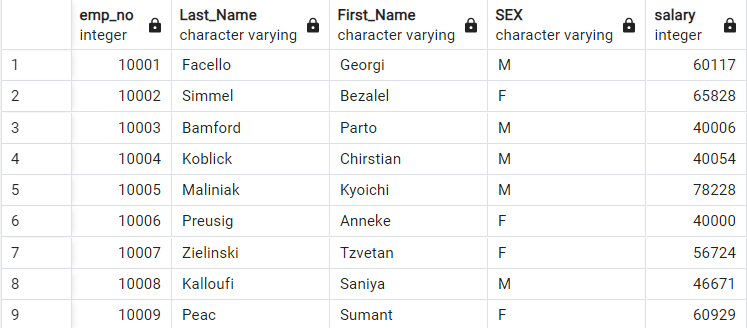 emp_no Last_Name First_Name SEX salary
integer character varying character varying character varying integer
1 10001 Facello Georgi M 60117
2 10002 Simmel Bezalel F 65828
3 10003 Bamford Parto M 40006
4 10004 Koblick Chirstian M 40054
5 10005 Maliniak Kyoichi M 78228
6 10006 Preusig Anneke F 40000
7 10007 Zielinski Tzvetan F 56724
8 10008 Kalloufi Saniya M 46671
9 10009 Peac Sumant F 60929